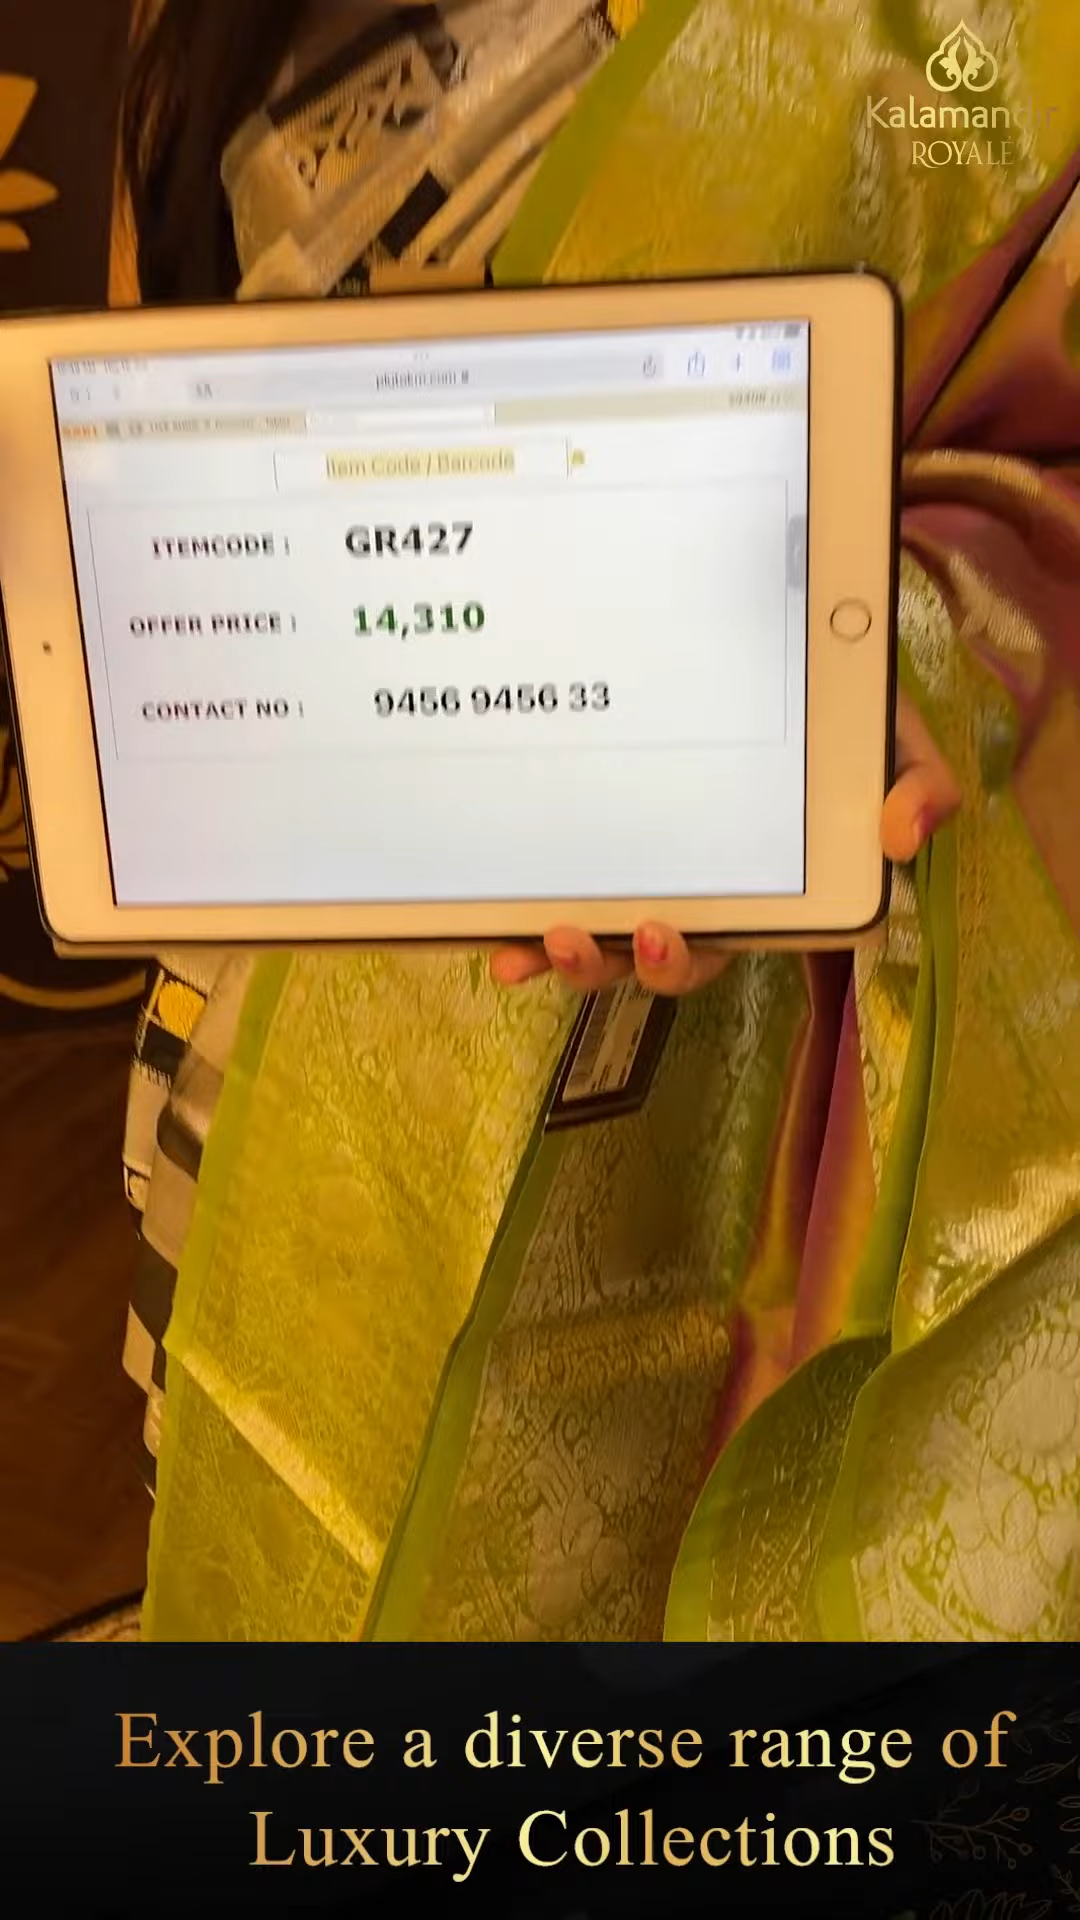 Kalamandir
ROYALE
Item Code / Barcode
ITEMCODE : GR427
OFFER PRICE : 14,310
CONTACT NO : 9456 9456 33
Explore a diverse range of
Luxury Collections